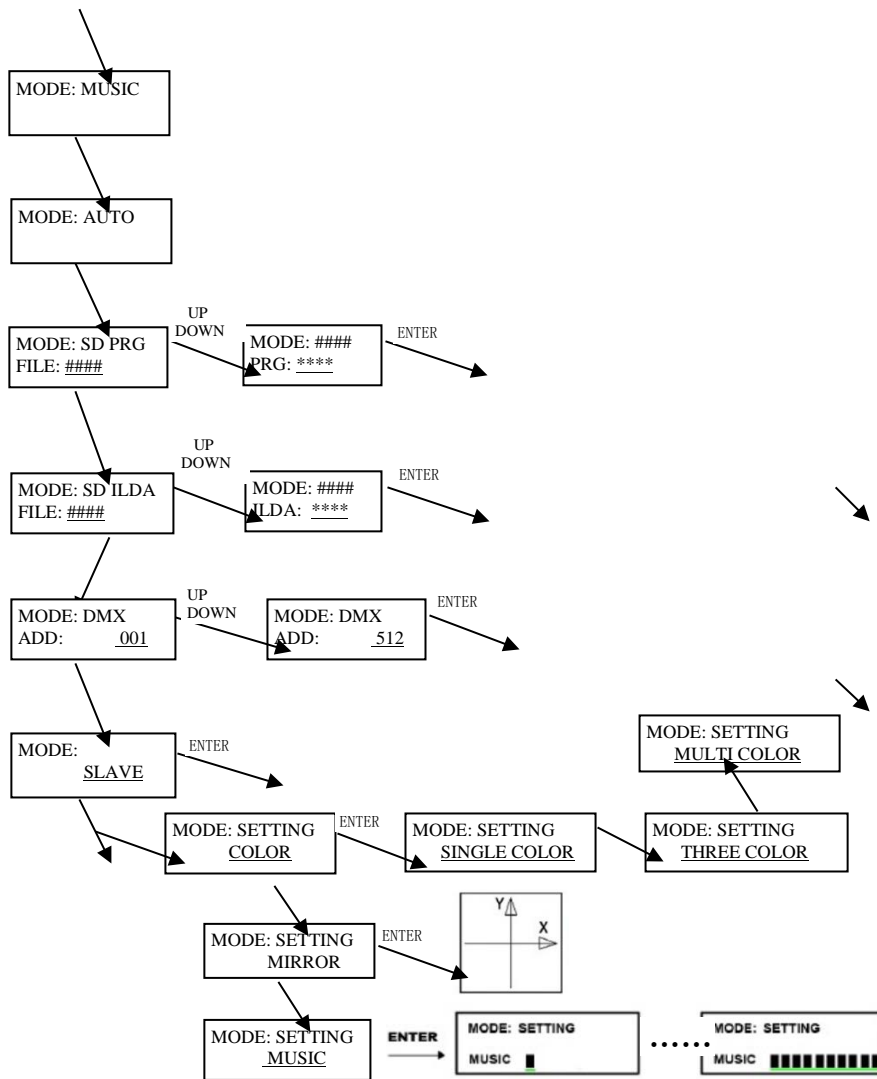 MODE: MUSIC
MODE: AUTO
UP
DOWN
MODE: SD PRG
FILE: ####
MODE: ####
PRG: ****
ENTER
UP
DOWN
MODE: SD ILDA
FILE: ####
MODE: ####
ILDA: ****
ENTER
UP
DOWN
MODE: DMX
ADD: 001
MODE: DMX
ADD: 512
ENTER
MODE: SETTING
MULTI COLOR
MODE:
SLAVE
ENTER
MODE: SETTING
COLOR
ENTER
MODE: SETTING
SINGLE COLOR
MODE: SETTING
THREE COLOR
MODE: SETTING
MIRROR
ENTER
Y
X
MODE: SETTING
MUSIC
ENTER
MODE: SETTING
MUSIC
......
MODE: SETTING
MUSIC